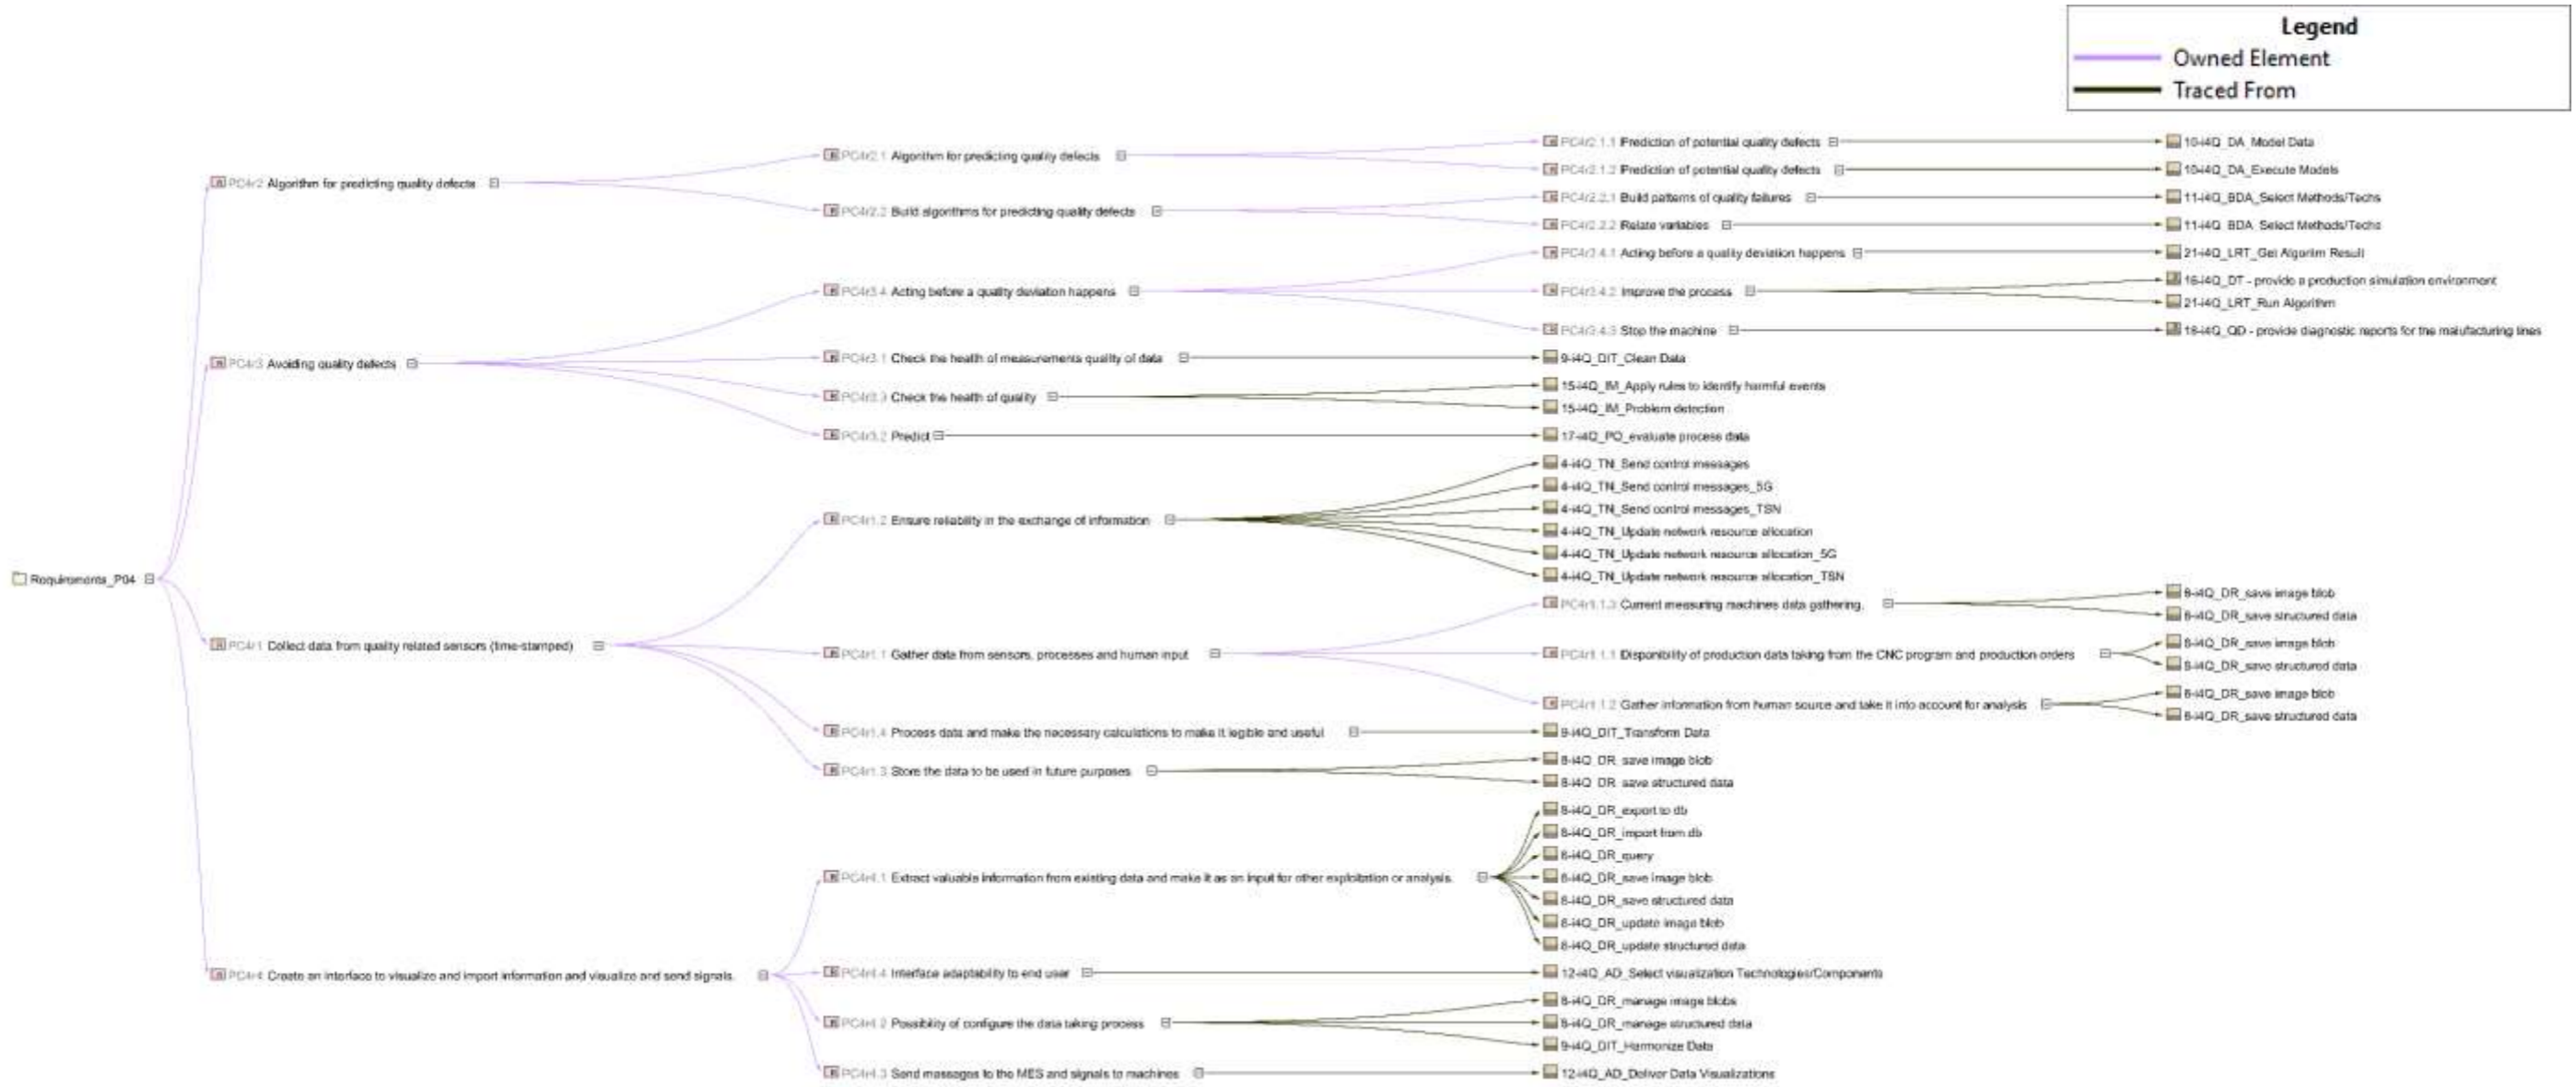 Legend
Owned Element
Traced From
Requirements_P04
PC4r2 Algorithm for predicting quality defects
PC4r2.1 Algorithm for predicting quality defects
PC4r2.1.1 Prediction of potential quality defects
10-i4Q_DA_Model Data
PC4r2.1.2 Prediction of potential quality defects
10-i4Q_DA_Execute Models
PC4r2.2 Build algorithms for predicting quality defects
PC4r2.2.1 Build patterns of quality failures
11-i4Q_BDA_Select Methods/Techs
PC4r2.2.2 Relate variables
11-i4Q_BDA_Select Methods/Techs
PC4r3 Avoiding quality defects
PC4r3.4 Acting before a quality deviation happens
PC4r3.4.1 Acting before a quality deviation happens
21-i4Q_LRT_Get Algoritm Result
PC4r3.4.2 Improve the process
16-i4Q_DT - provide a production simulation environment
21-i4Q_LRT_Run Algorithm
PC4r3.4.3 Stop the machine
18-i4Q_QD - provide diagnostic reports for the malufacturing lines
PC4r3.1 Check the health of measurements quality of data
9-i4Q_DIT_Clean Data
PC4r3.3 Check the health of quality
15-i4Q_IM_Apply rules to identify harmful events
15-i4Q_IM_Problem detection
PC4r3.2 Predict
17-i4Q_PQ_evaluate process data
PC4r1 Collect data from quality related sensors (time-stamped)
PC4r1.2 Ensure reliability in the exchange of information
4-i4Q_TN_Send control messages
4-i4Q_TN_Send control messages_5G
4-i4Q_TN_Send control messages_TSN
4-i4Q_TN_Update network resource allocation
4-i4Q_TN_Update network resource allocation_5G
4-i4Q_TN_Update network resource allocation_TSN
PC4r1.1 Gather data from sensors, processes and human input
PC4r1.1.3 Current measuring machines data gathering.
8-i4Q_DR_save image blob
8-i4Q_DR_save structured data
PC4r1.1.1 Disponibility of production data taking from the CNC program and production orders
8-i4Q_DR_save image blob
8-i4Q_DR_save structured data
PC4r1.1.2 Gather information from human source and take it into account for analysis
8-i4Q_DR_save image blob
8-i4Q_DR_save structured data
PC4r1.4 Process data and make the necessary calculations to make it legible and useful
9-i4Q_DIT_Transform Data
PC4r1.3 Store the data to be used in future purposes
8-i4Q_DR_save image blob
8-i4Q_DR_save structured data
PC4r4 Create an interface to visualize and import information and visualize and send signals.
PC4r4.1 Extract valuable information from existing data and make it as an input for other exploitation or analysis.
8-i4Q_DR_export to db
8-i4Q_DR_import from db
8-i4Q_DR_query
8-i4Q_DR_save image blob
8-i4Q_DR_save structured data
8-i4Q_DR_update image blob
8-i4Q_DR_update structured data
PC4r4.4 Interface adaptability to end user
12-i4Q_AD_Select visualization Technologies/Components
PC4r4.2 Possibility of configure the data taking process
8-i4Q_DR_manage image blobs
8-i4Q_DR_manage structured data
9-i4Q_DIT_Harmonize Data
PC4r4.3 Send massages to the MES and signals to machines
12-i4Q_AD_Deliver Data Visualizations